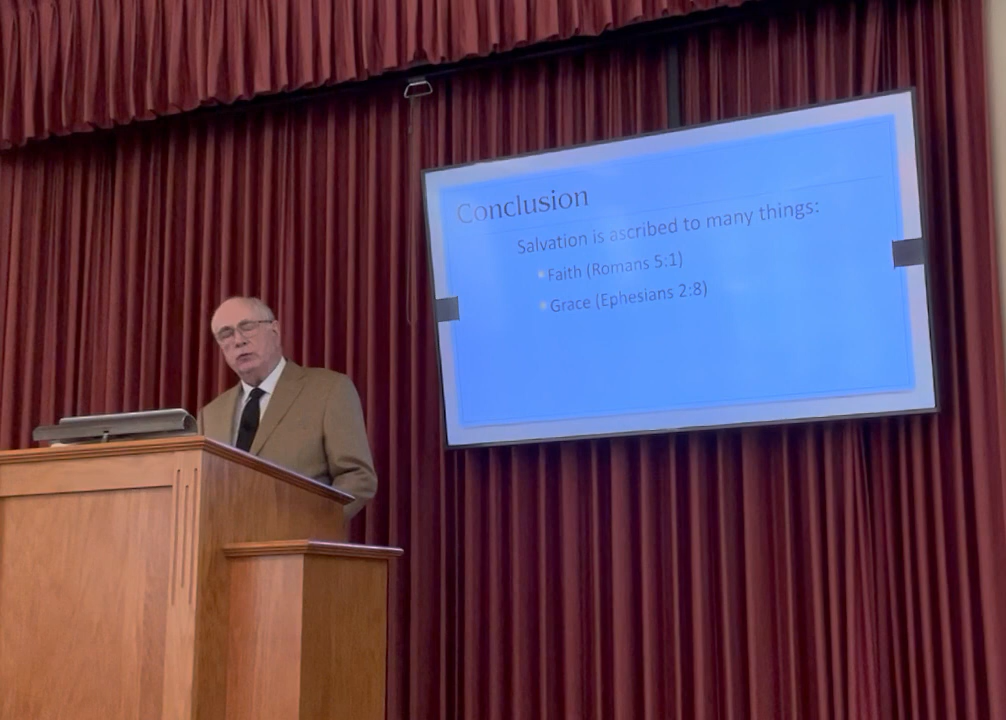 Conclusion
Salvation is ascribed to many things:
Faith (Romans 5:1)
Grace (Ephesians 2:8)